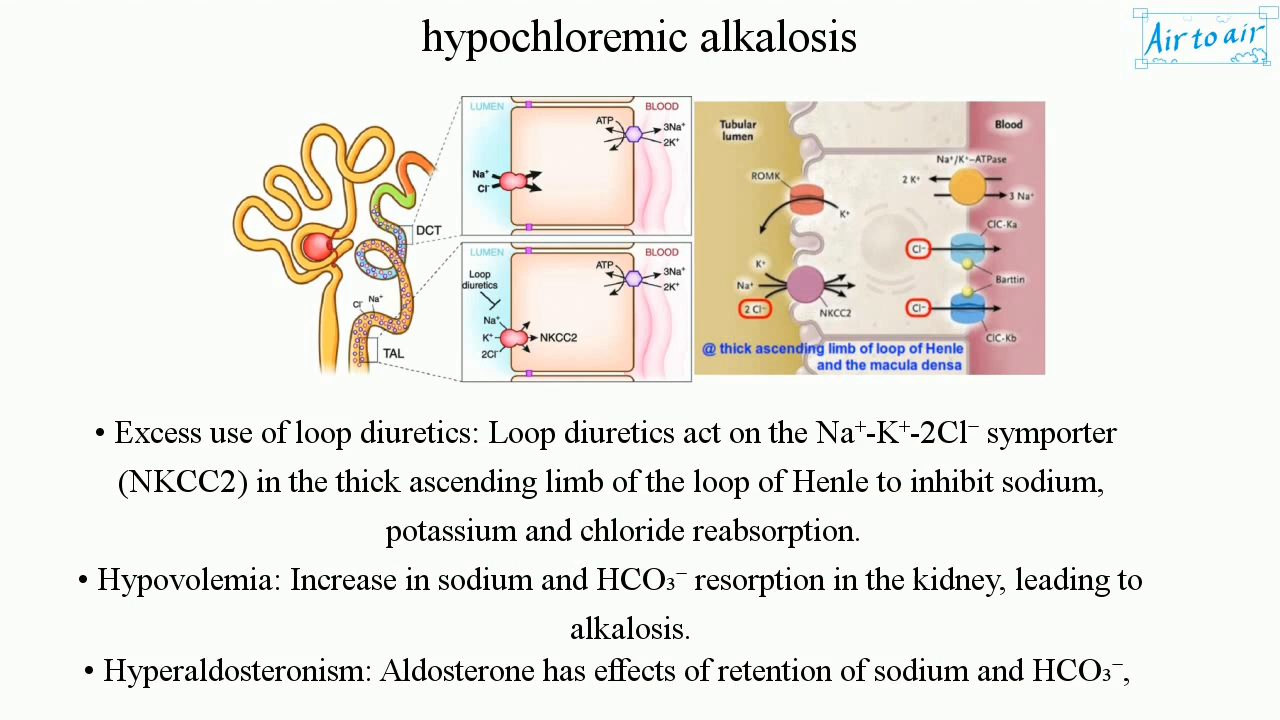 hypochloremic alkalosis
Air to air
LUMEN
BLOOD
ATP
3Na⁺
2K⁺
Na⁺
Cl⁻
DCT
LUMEN
BLOOD
Loop
diuretics
ATP
3Na⁺
2K⁺
Na⁺
K⁺
NKCC2
2Cl⁻
Cl⁻
Na⁺
TAL
Tubular
lumen
Blood
Na⁺/K⁺–ATPase
ROMK
2 K⁺
3 Na⁺
K⁺
ClC-Ka
Cl⁻
K⁺
Na⁺
2 Cl⁻
Barttin
NKCC2
Cl⁻
ClC-Kb
@ thick ascending limb of loop of Henle
and the macula densa
• Excess use of loop diuretics: Loop diuretics act on the Na⁺-K⁺-2Cl⁻ symporter
(NKCC2) in the thick ascending limb of the loop of Henle to inhibit sodium,
potassium and chloride reabsorption.
• Hypovolemia: Increase in sodium and HCO₃⁻ resorption in the kidney, leading to
alkalosis.
• Hyperaldosteronism: Aldosterone has effects of retention of sodium and HCO₃⁻,